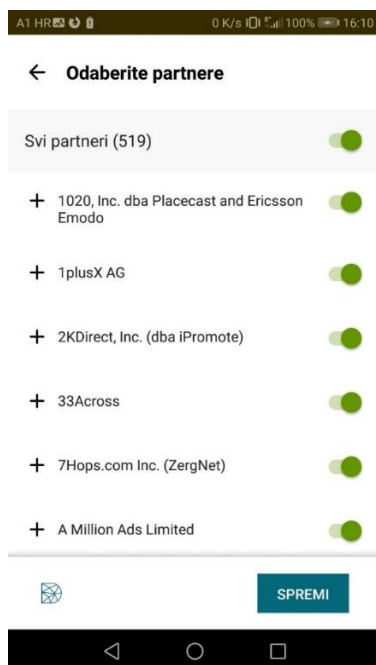 A1 HR 0 K/s 100% 16:10
Odaberite partnere
Svi partneri (519)
1020, Inc. dba Placecast and Ericsson
Emodo
1plusX AG
2KDirect, Inc. (dba iPromote)
33Across
7Hops.com Inc. (ZergNet)
A Million Ads Limited
SPREMI